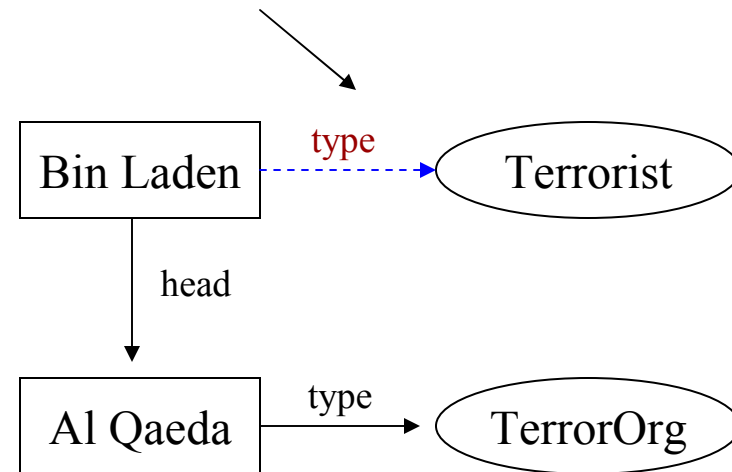 type
Bin Laden
Terrorist
head
type
Al Qaeda
TerrorOrg